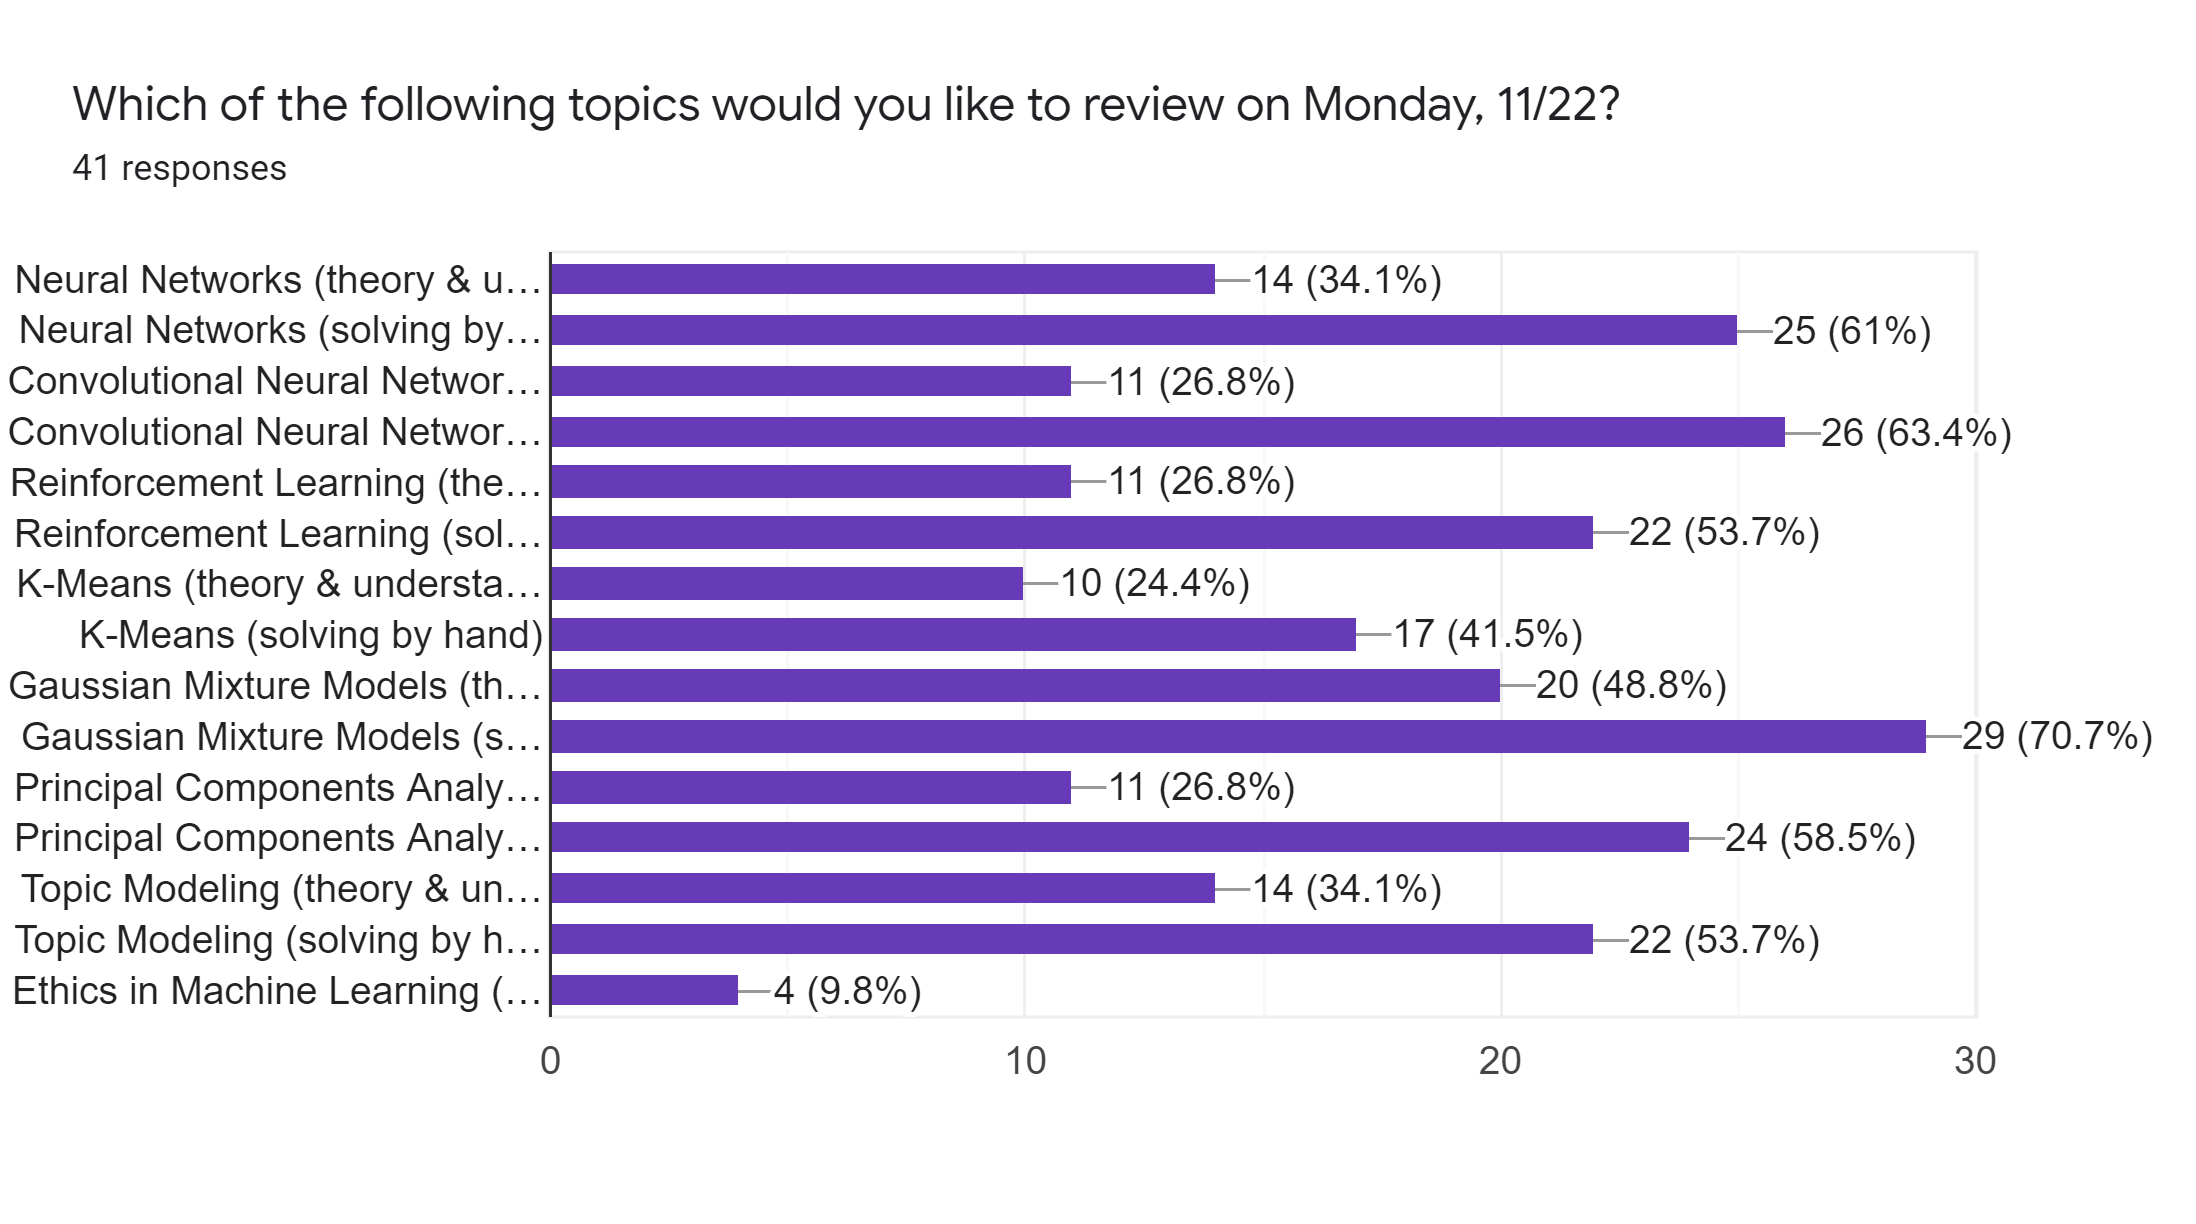 Which of the following topics would you like to review on Monday, 11/22?
41 responses
Neural Networks (theory & u… 14 (34.1%)
Neural Networks (solving by… 25 (61%)
Convolutional Neural Networ… 11 (26.8%)
Convolutional Neural Networ… 26 (63.4%)
Reinforcement Learning (the… 11 (26.8%)
Reinforcement Learning (sol… 22 (53.7%)
K-Means (theory & understa… 10 (24.4%)
K-Means (solving by hand) 17 (41.5%)
Gaussian Mixture Models (th… 20 (48.8%)
Gaussian Mixture Models (s… 29 (70.7%)
Principal Components Analy… 11 (26.8%)
Principal Components Analy… 24 (58.5%)
Topic Modeling (theory & un… 14 (34.1%)
Topic Modeling (solving by h… 22 (53.7%)
Ethics in Machine Learning (… 4 (9.8%)
0 10 20 30